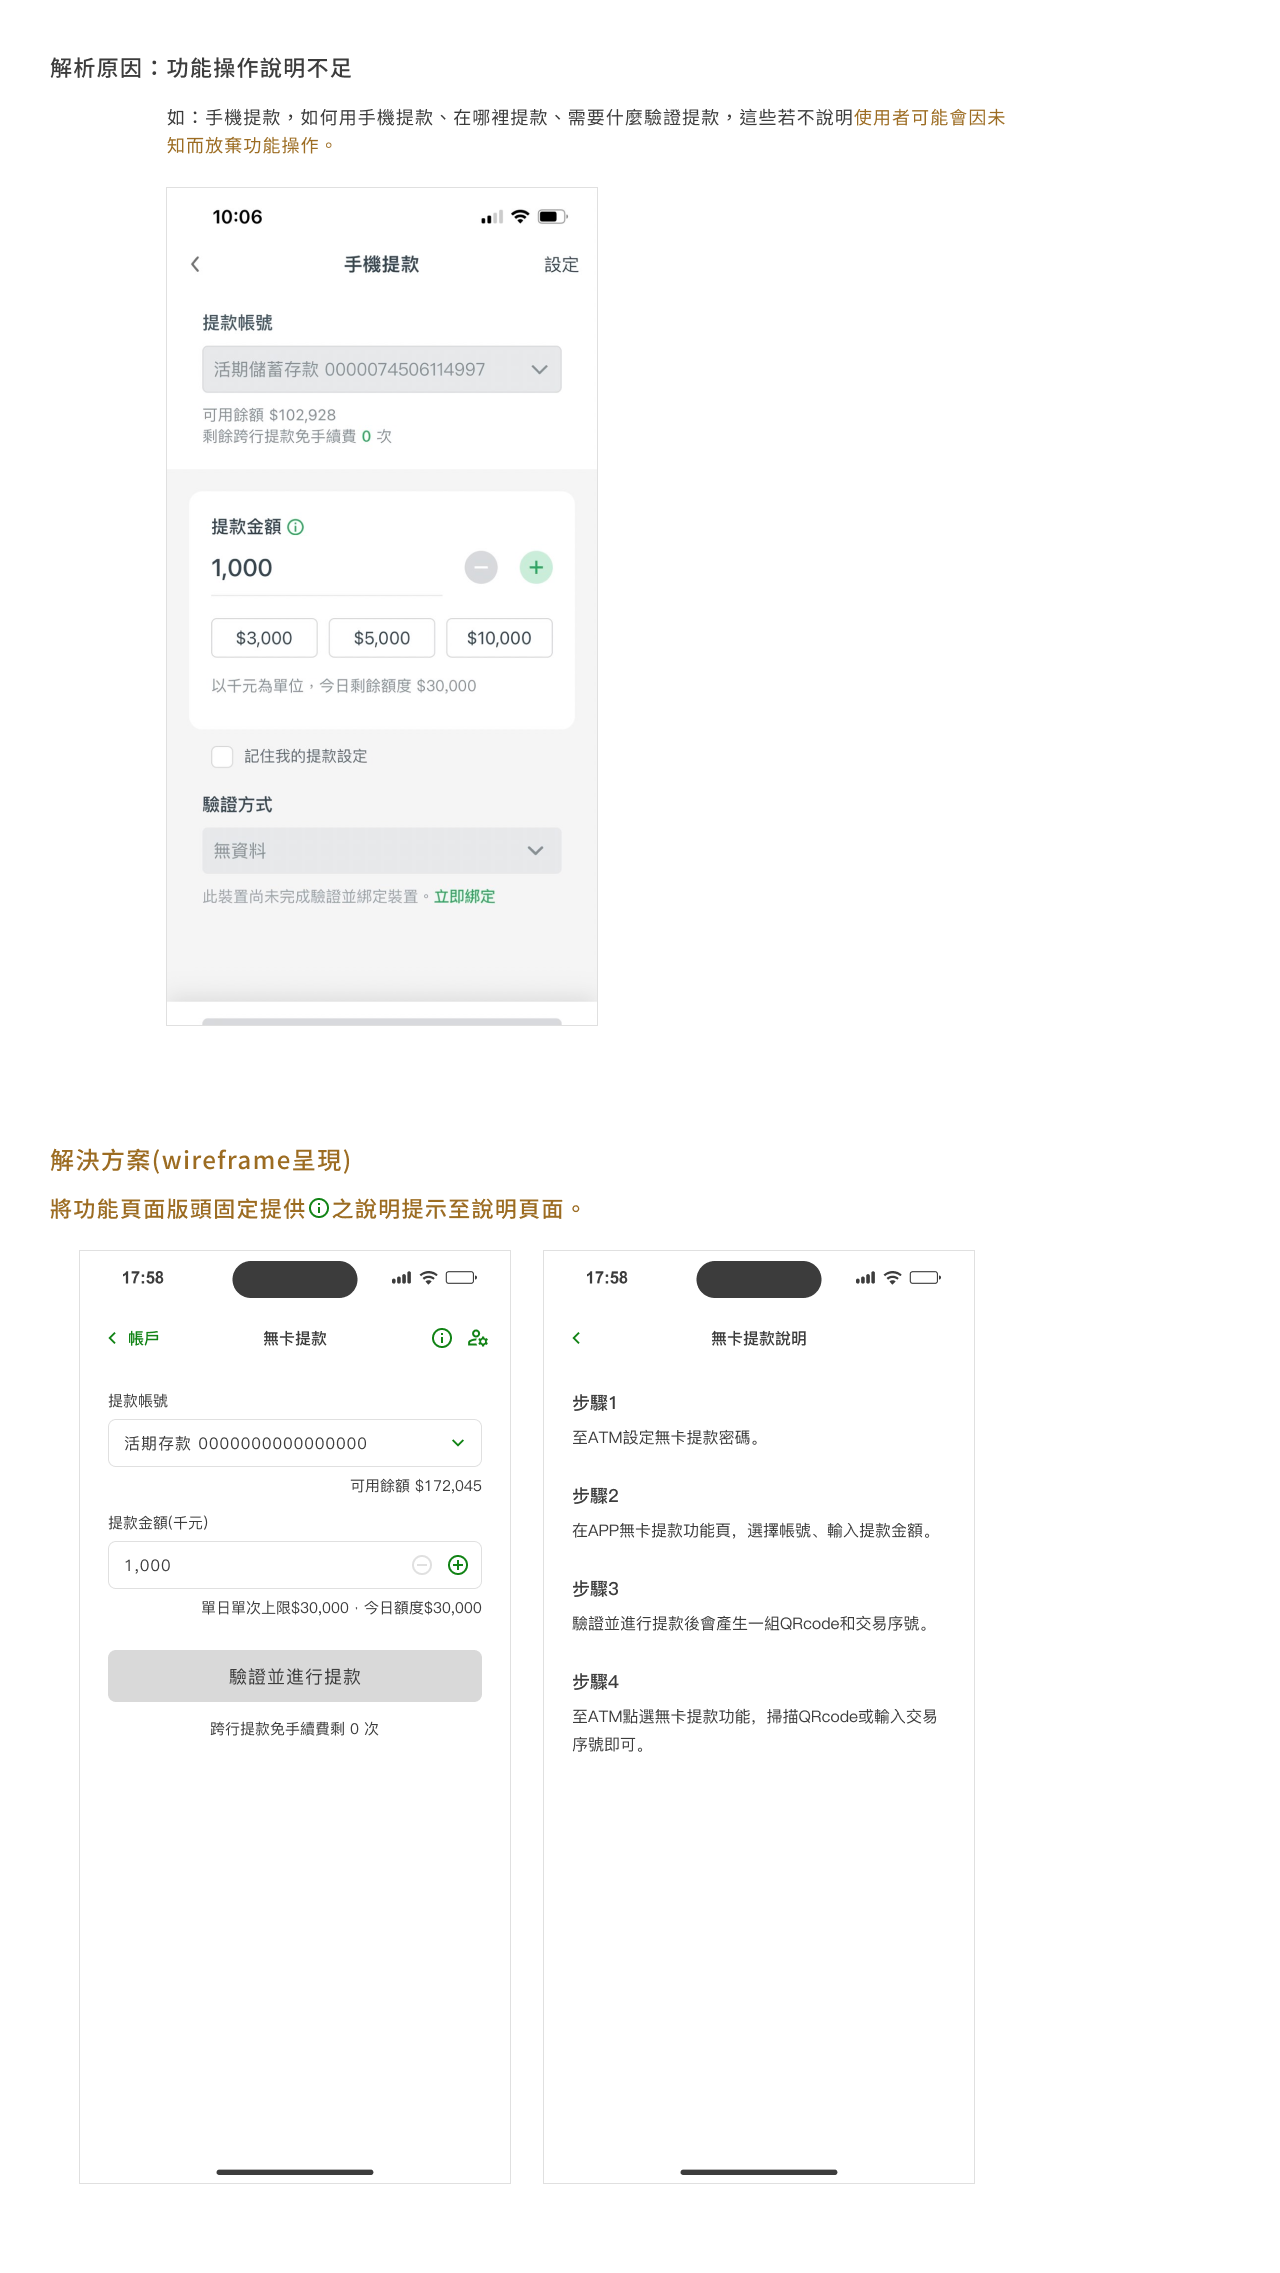 解析原因：功能操作說明不足
如：手機提款，如何用手機提款、在哪裡提款、需要什麼驗證提款，這些若不說明使用者可能會因未
知而放棄功能操作。
10:06
手機提款 設定
提款帳號
活期儲蓄存款 0000074506114997
可用餘額 $102,928
剩餘跨行提款免手續費 0 次
提款金額
1,000
$3,000 $5,000 $10,000
以千元為單位，今日剩餘額度 $30,000
記住我的提款設定
驗證方式
無資料
此裝置尚未完成驗證並綁定裝置。立即綁定
解決方案(wireframe呈現)
將功能頁面版頭固定提供之說明提示至說明頁面。
17:58
帳戶 無卡提款
提款帳號
活期存款 0000000000000000
可用餘額 $172,045
提款金額(千元)
1,000
單日單次上限$30,000 · 今日額度$30,000
驗證並進行提款
跨行提款免手續費剩 0 次
17:58
無卡提款說明
步驟1
至ATM設定無卡提款密碼。
步驟2
在APP無卡提款功能頁，選擇帳號、輸入提款金額。
步驟3
驗證並進行提款後會產生一組QRcode和交易序號。
步驟4
至ATM點選無卡提款功能，掃描QRcode或輸入交易
序號即可。